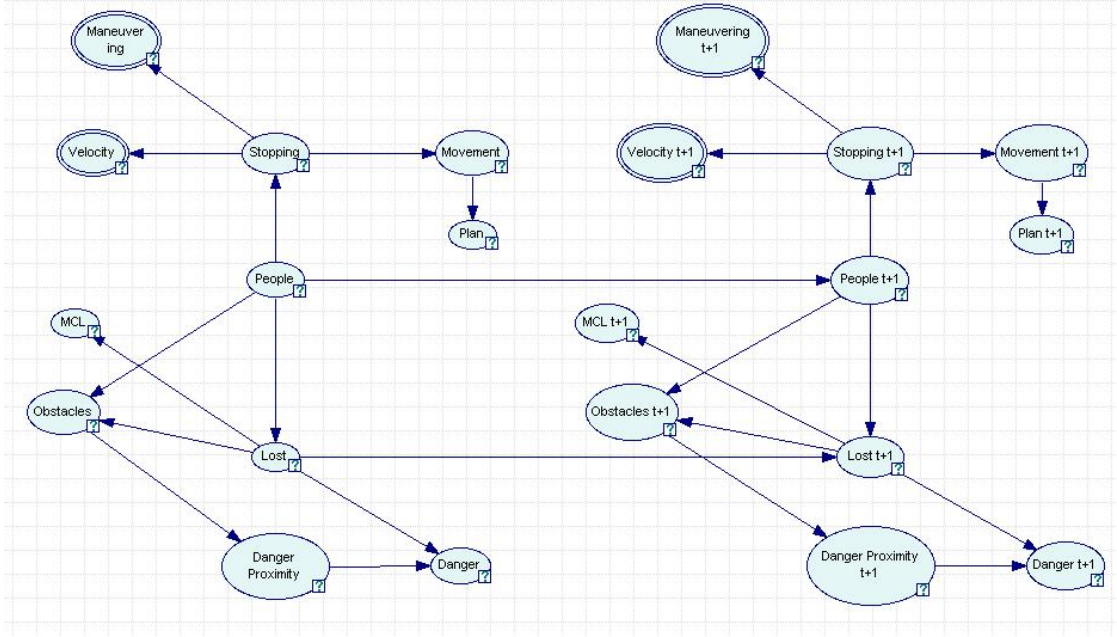 Maneuver
ing
?
Maneuvering
t+1
?
Velocity
?
Stopping
?
Movement
?
Velocity t+1
?
Stopping t+1
?
Movement t+1
?
Plan
?
Plan t+1
?
People
?
People t+1
?
MCL
?
MCL t+1
?
Obstacles
?
Obstacles t+1
?
Lost
?
Lost t+1
?
Danger
Proximity
?
Danger
?
Danger Proximity
t+1
?
Danger t+1
?